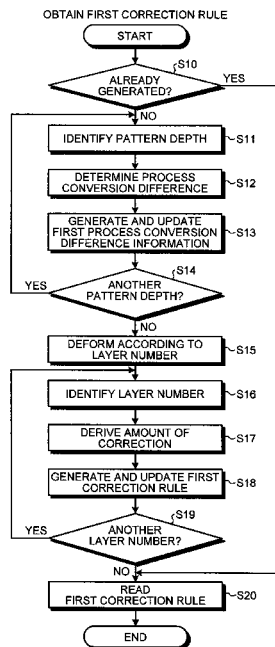 OBTAIN FIRST CORRECTION RULE
START
S10
ALREADY
GENERATED?
YES
NO
IDENTIFY PATTERN DEPTH
S11
DETERMINE PROCESS
CONVERSION DIFFERENCE
S12
GENERATE AND UPDATE
FIRST PROCESS CONVERSION
DIFFERENCE INFORMATION
S13
S14
YES
ANOTHER
PATTERN DEPTH?
NO
DEFORM ACCORDING TO
LAYER NUMBER
S15
IDENTIFY LAYER NUMBER
S16
DERIVE AMOUNT OF
CORRECTION
S17
GENERATE AND UPDATE FIRST
CORRECTION RULE
S18
S19
YES
ANOTHER
LAYER NUMBER?
NO
READ
FIRST CORRECTION RULE
S20
END